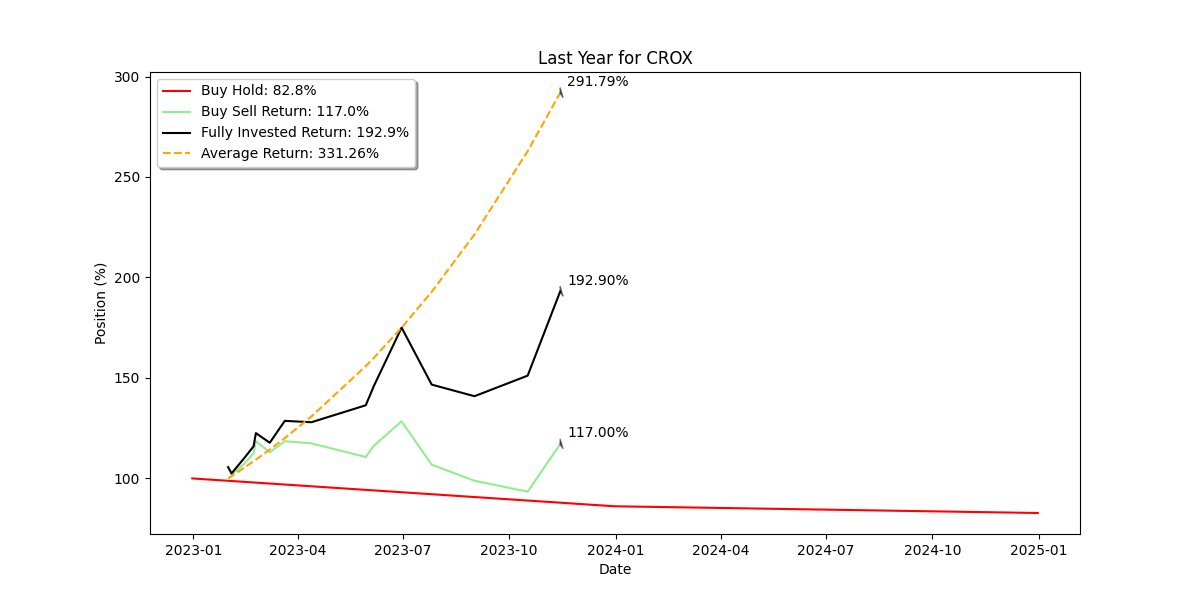 Last Year for CROX
Buy Hold: 82.8%
Buy Sell Return: 117.0%
Fully Invested Return: 192.9%
Average Return: 331.26%
291.79%
192.90%
117.00%
300
250
200
150
100
Position (%)
2023-01 2023-04 2023-07 2023-10 2024-01 2024-04 2024-07 2024-10 2025-01
Date